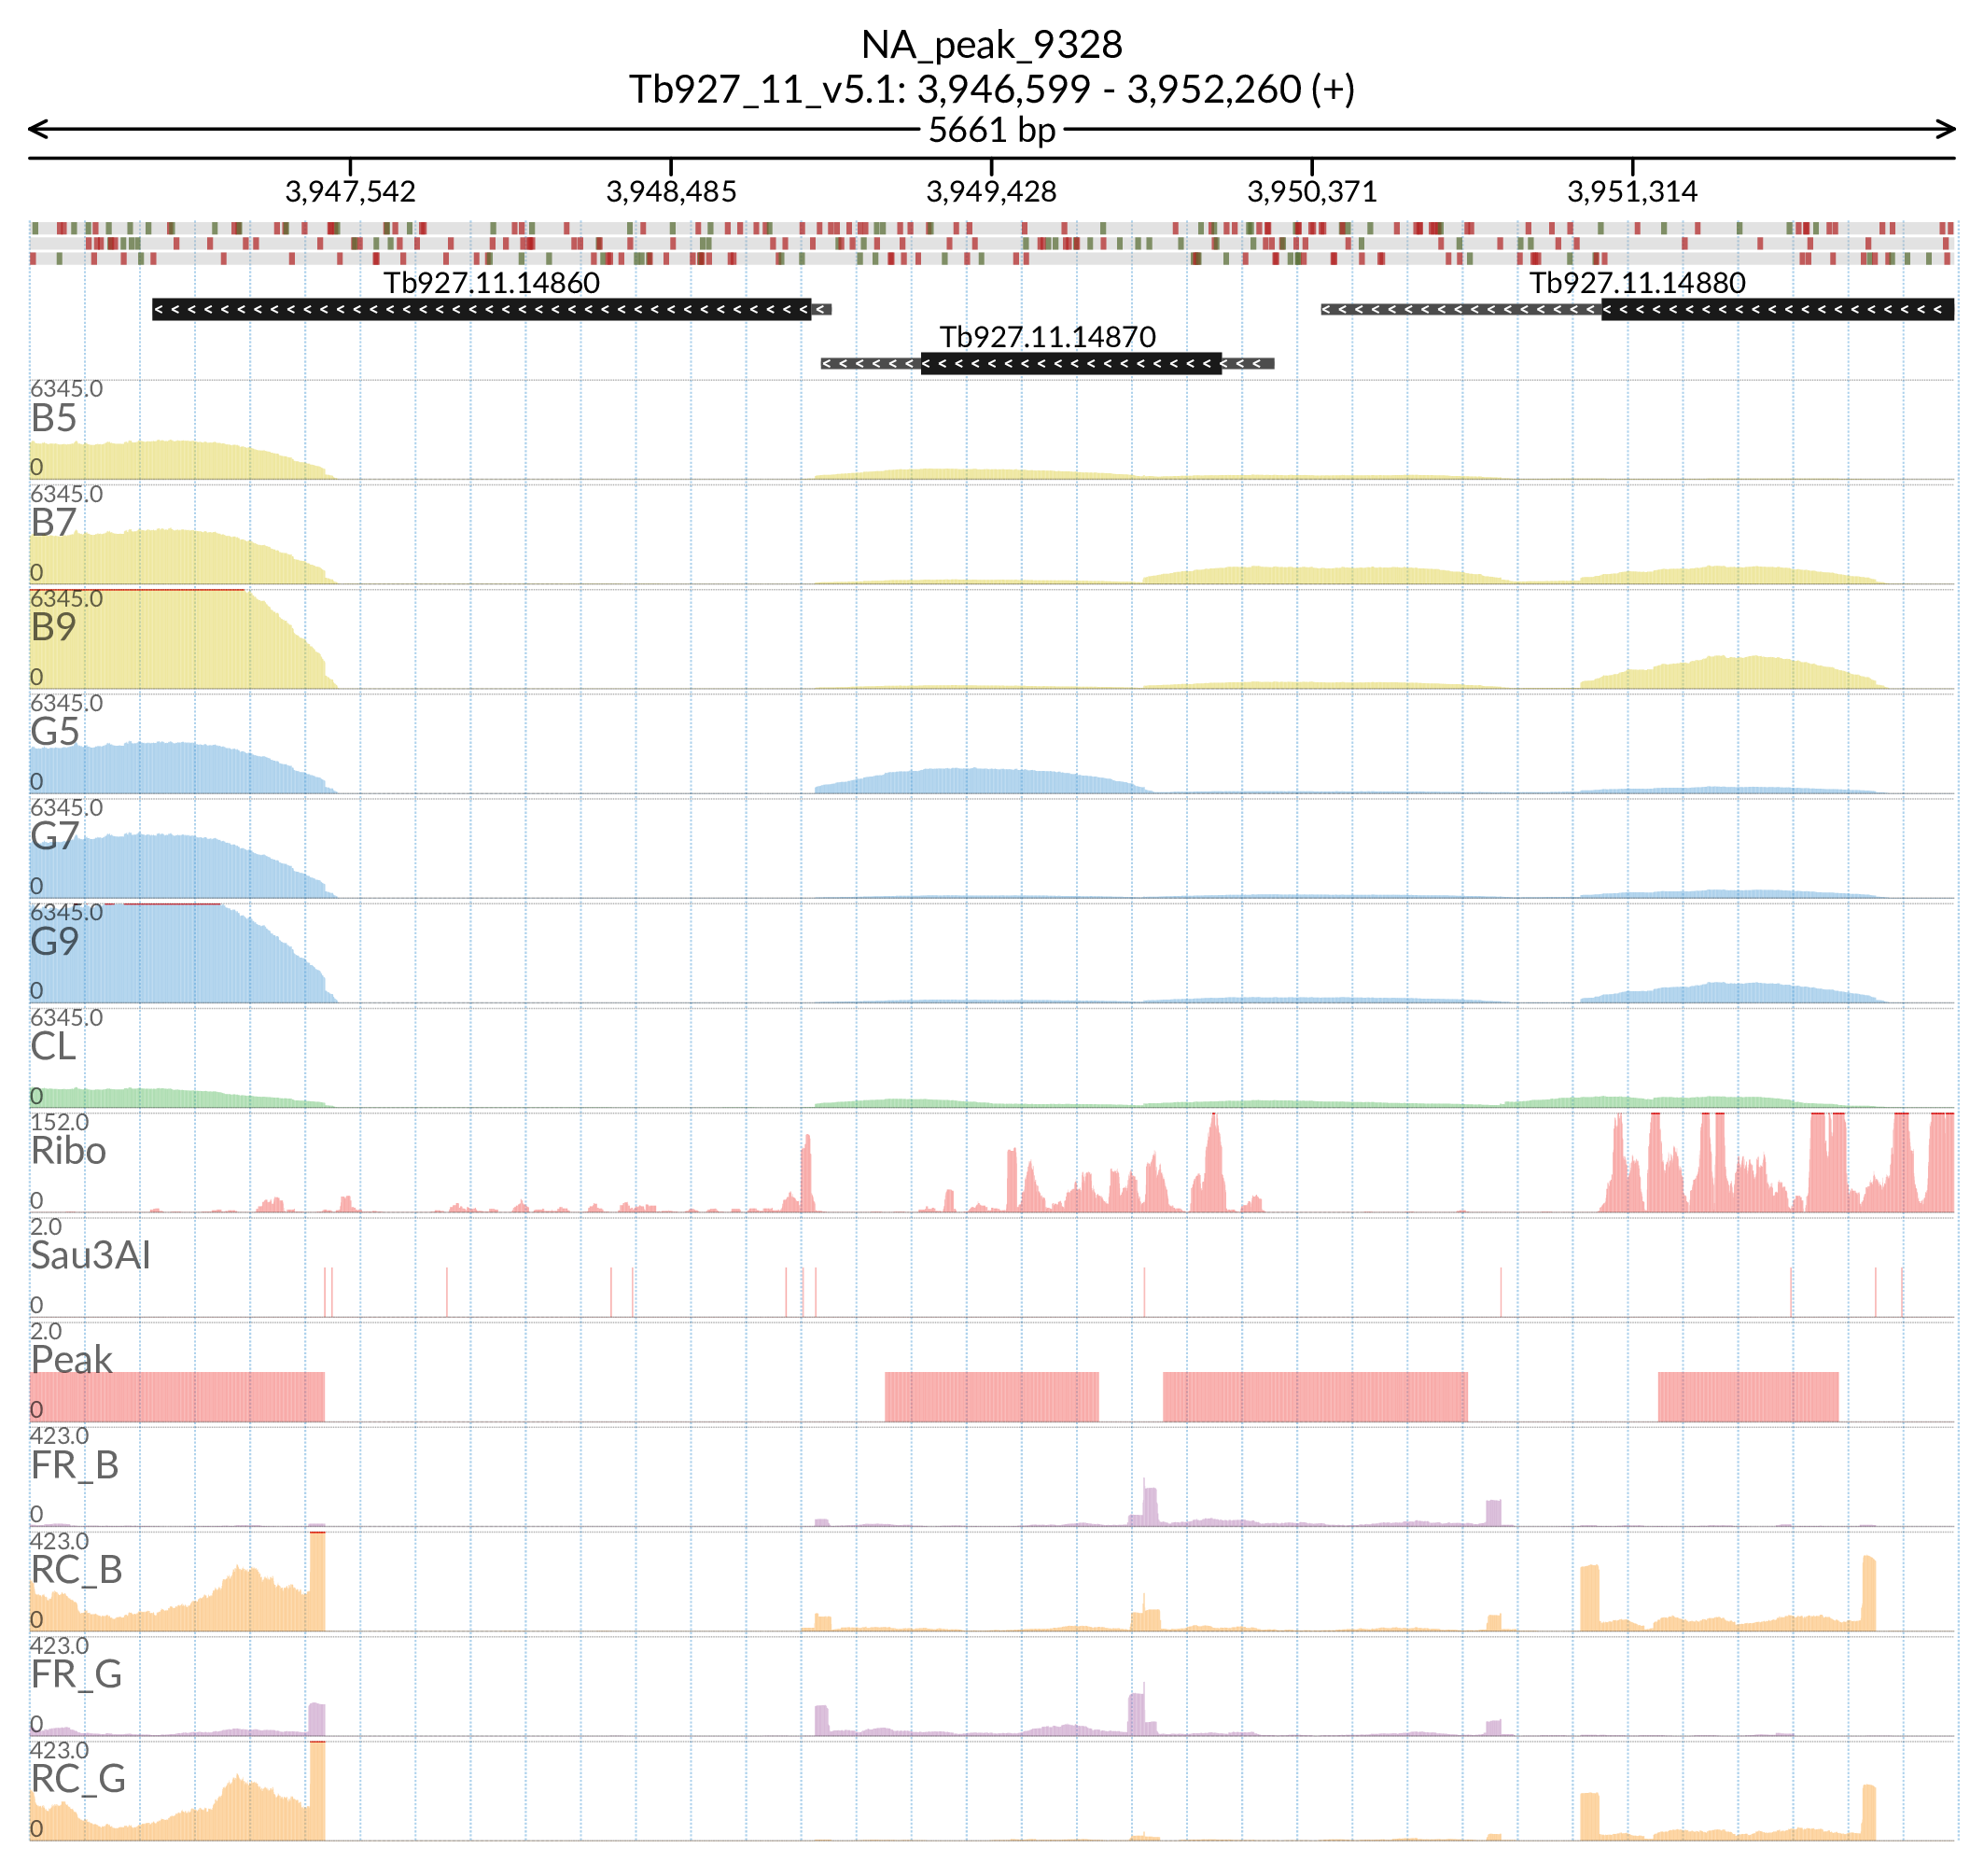 NA_peak_9328
Tb927_11_v5.1: 3,946,599 - 3,952,260 (+)
5661 bp
3,947,542 3,948,485 3,949,428 3,950,371 3,951,314
Tb927.11.14860 Tb927.11.14880
Tb927.11.14870
6345.0
B5
0
6345.0
B7
0
6345.0
B9
0
6345.0
G5
0
6345.0
G7
0
6345.0
G9
0
6345.0
CL
0
152.0
Ribo
0
2.0
Sau3AI
0
2.0
Peak
0
423.0
FR_B
0
423.0
RC_B
0
423.0
FR_G
0
423.0
RC_G
0